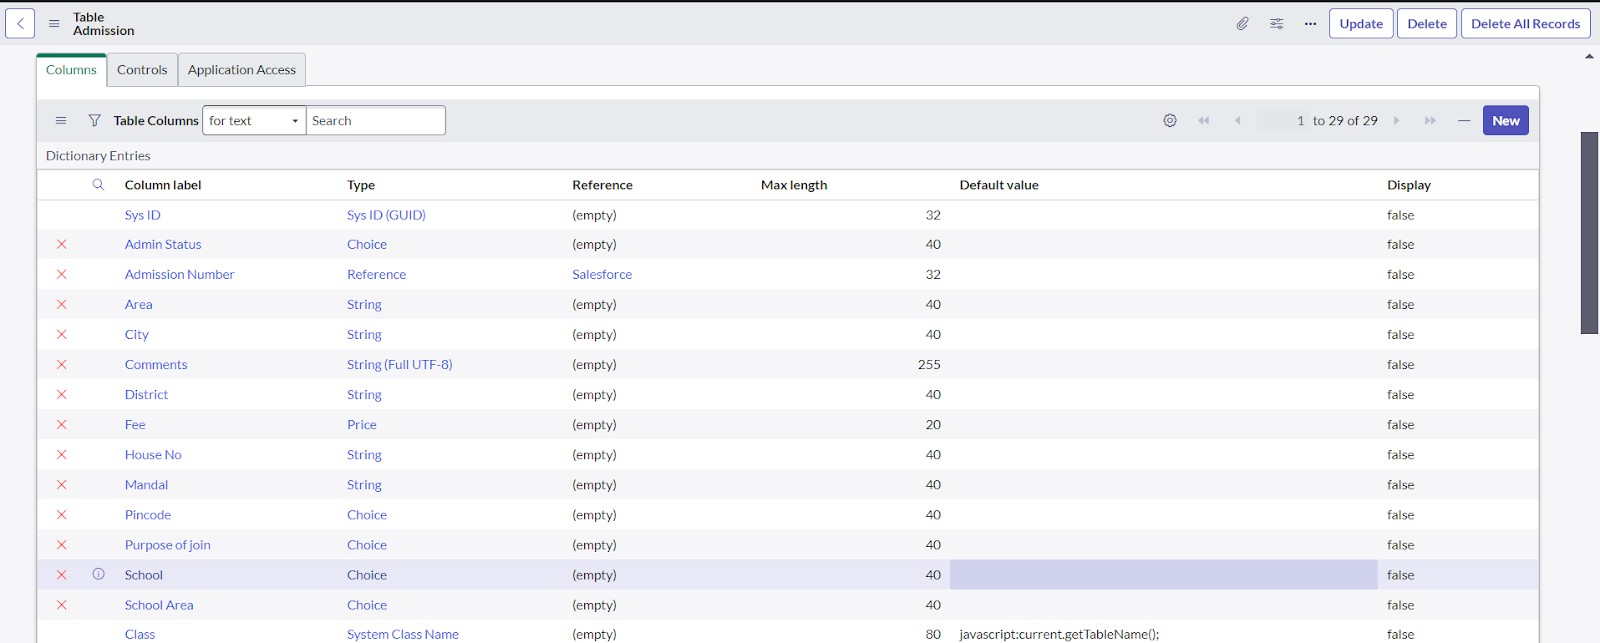 Table
Admission
Update Delete Delete All Records
Columns Controls Application Access
Table Columns for text Search 1 to 29 of 29 New
Dictionary Entries
Column label Type Reference Max length Default value Display
Sys ID Sys ID (GUID) (empty) 32 false
Admin Status Choice (empty) 40 false
Admission Number Reference Salesforce 32 false
Area String (empty) 40 false
City String (empty) 40 false
Comments String (Full UTF-8) (empty) 255 false
District String (empty) 40 false
Fee Price (empty) 20 false
House No String (empty) 40 false
Mandal String (empty) 40 false
Pincode Choice (empty) 40 false
Purpose of join Choice (empty) 40 false
School Choice (empty) 40 false
School Area Choice (empty) 40 false
Class System Class Name (empty) 80 javascript:current.getTableName(); false